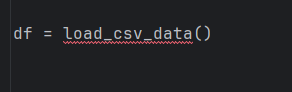 df = load_csv_data()